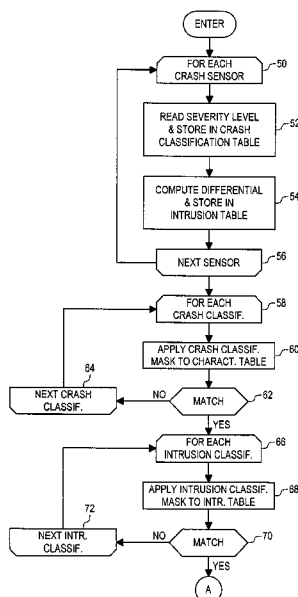 ENTER
FOR EACH
CRASH SENSOR
50
READ SEVERITY LEVEL
& STORE IN CRASH
CLASSIFICATION TABLE
52
COMPUTE DIFFERENTIAL
& STORE IN
INTRUSION TABLE
54
NEXT SENSOR
56
FOR EACH
CRASH CLASSIF.
58
APPLY CRASH CLASSIF.
MASK TO CHARACT. TABLE
60
64
NEXT CRASH
CLASSIF.
NO
MATCH
62
YES
FOR EACH
INTRUSION CLASSIF.
66
APPLY INTRUSION CLASSIF.
MASK TO INTR. TABLE
68
72
NEXT INTR.
CLASSIF.
NO
MATCH
70
YES
A